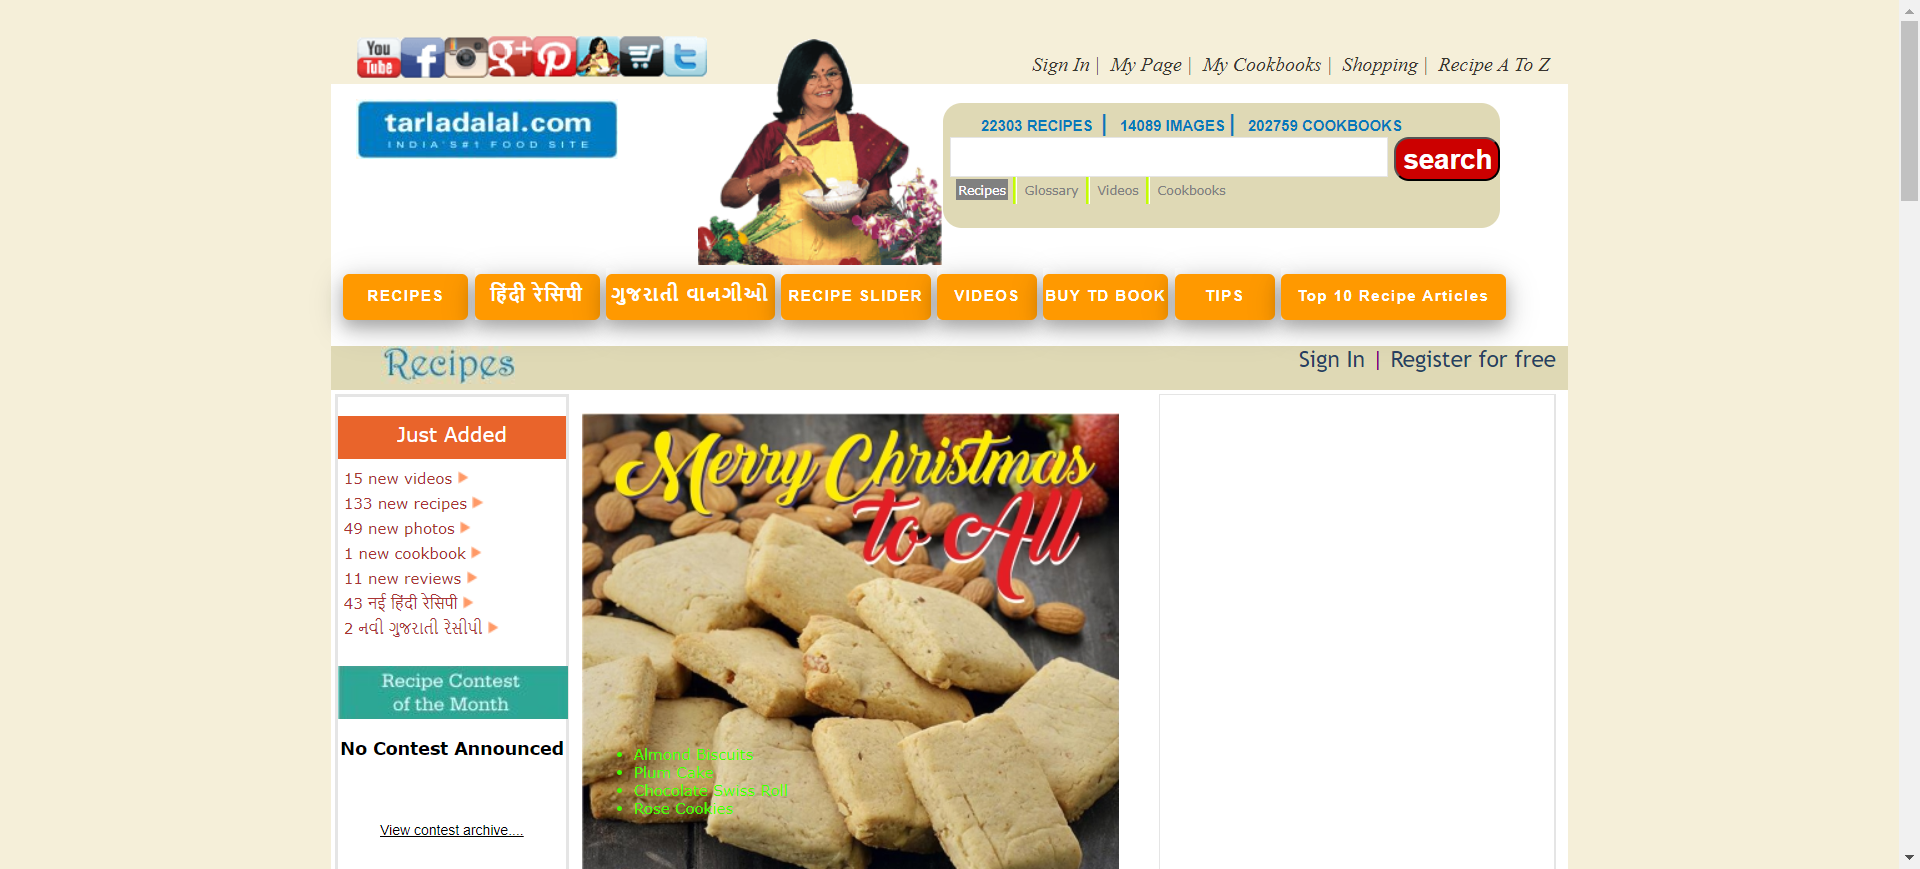 You
Tube
Sign In | My Page | My Cookbooks | Shopping | Recipe A To Z
tarladalal.com
INDIA'S #1 FOOD SITE
22303 RECIPES | 14089 IMAGES | 202759 COOKBOOKS
search
Recipes Glossary Videos Cookbooks
RECIPES हिंदी रेसिपी ગુજરાતી વાનગીઓ RECIPE SLIDER VIDEOS BUY TD BOOK TIPS Top 10 Recipe Articles
Recipes
Sign In | Register for free
Just Added
15 new videos
133 new recipes
49 new photos
1 new cookbook
11 new reviews
43 नई हिंदी रेसिपी
2 નવી ગુજરાતી રેસીપી
Recipe Contest
of the Month
No Contest Announced
View contest archive....
Merry Christmas
to All
Almond Biscuits
Plum Cake
Chocolate Swiss Roll
Rose Cookies